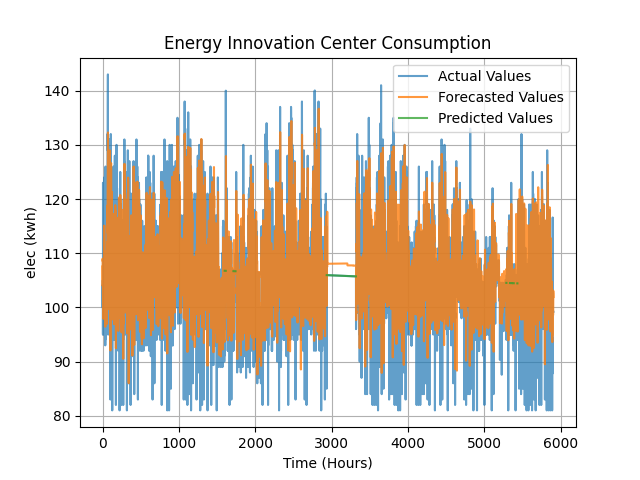 Energy Innovation Center Consumption
Actual Values
Forecasted Values
Predicted Values
elec (kwh)
140
130
120
110
100
90
80
0
1000
2000
3000
4000
5000
6000
Time (Hours)